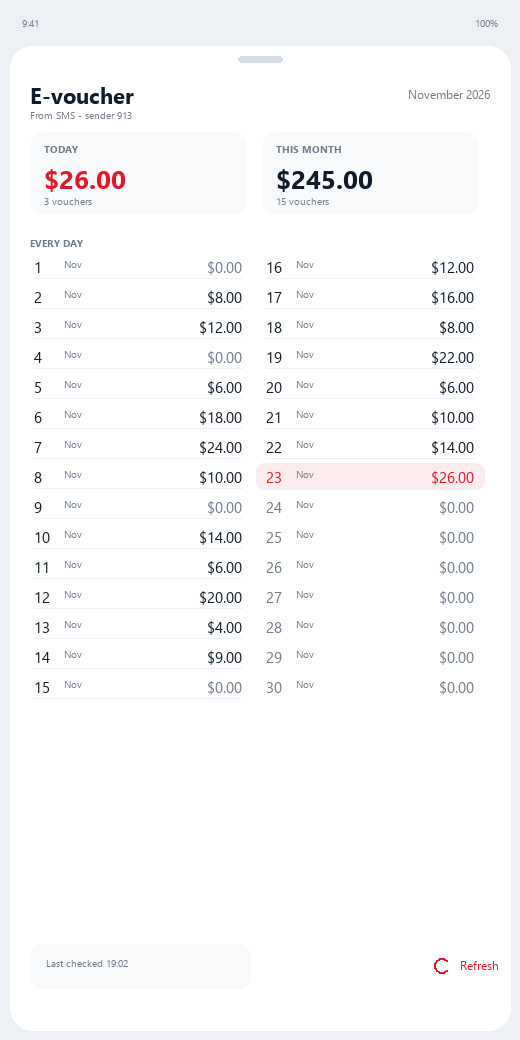 9:41 100%
E-voucher November 2026
From SMS - sender 913
TODAY THIS MONTH
$26.00 $245.00
3 vouchers 15 vouchers
EVERY DAY
1 Nov $0.00 16 Nov $12.00
2 Nov $8.00 17 Nov $16.00
3 Nov $12.00 18 Nov $8.00
4 Nov $0.00 19 Nov $22.00
5 Nov $6.00 20 Nov $6.00
6 Nov $18.00 21 Nov $10.00
7 Nov $24.00 22 Nov $14.00
8 Nov $10.00 23 Nov $26.00
9 Nov $0.00 24 Nov $0.00
10 Nov $14.00 25 Nov $0.00
11 Nov $6.00 26 Nov $0.00
12 Nov $20.00 27 Nov $0.00
13 Nov $4.00 28 Nov $0.00
14 Nov $9.00 29 Nov $0.00
15 Nov $0.00 30 Nov $0.00
Last checked 19:02 Refresh